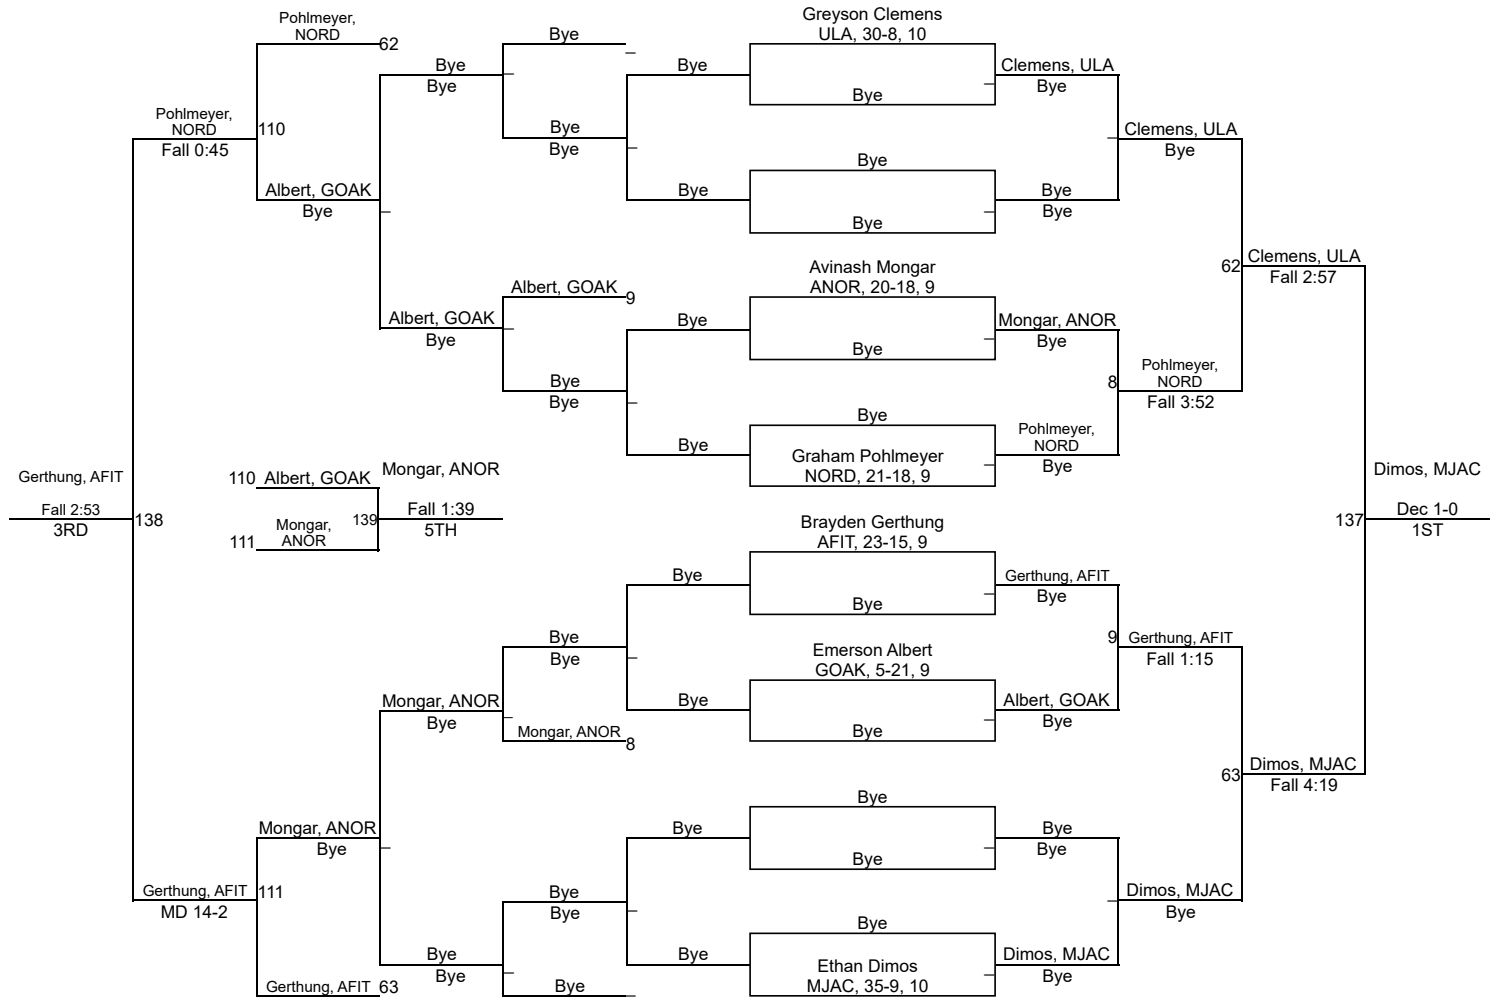 Pohlmeyer,
NORD
62
Bye
Greyson Clemens
ULA, 30-8, 10
Bye
Bye
Bye
Clemens, ULA
Bye
Bye
Pohlmeyer,
NORD
110
Fall 0:45
Bye
Bye
Clemens, ULA
Bye
Bye
Albert, GOAK
Bye
Bye
Bye
Bye
Bye
Bye
Avinash Mongar
ANOR, 20-18, 9
Albert, GOAK
9
62
Clemens, ULA
Fall 2:57
Albert, GOAK
Bye
Bye
Mongar, ANOR
Bye
Bye
Bye
Bye
8
Pohlmeyer,
NORD
Fall 3:52
Bye
Bye
Graham Pohlmeyer
NORD, 21-18, 9
Pohlmeyer,
NORD
Bye
Gerthung, AFIT
Fall 2:53
3RD
138
110
Albert, GOAK
111
Mongar,
ANOR
139
Mongar, ANOR
Fall 1:39
5TH
137
Dimos, MJAC
Dec 1-0
1ST
Brayden Gerthung
AFIT, 23-15, 9
Bye
Gerthung, AFIT
Bye
Bye
Bye
Bye
Emerson Albert
GOAK, 5-21, 9
9
Gerthung, AFIT
Fall 1:15
Mongar, ANOR
Bye
Mongar, ANOR
8
Bye
Albert, GOAK
Bye
Bye
63
Dimos, MJAC
Fall 4:19
Bye
Mongar, ANOR
Bye
Bye
Bye
Bye
Bye
Gerthung, AFIT
111
MD 14-2
Bye
Bye
Dimos, MJAC
Bye
Bye
Bye
Bye
Bye
Ethan Dimos
MJAC, 35-9, 10
Dimos, MJAC
Bye
Gerthung, AFIT
63
Bye